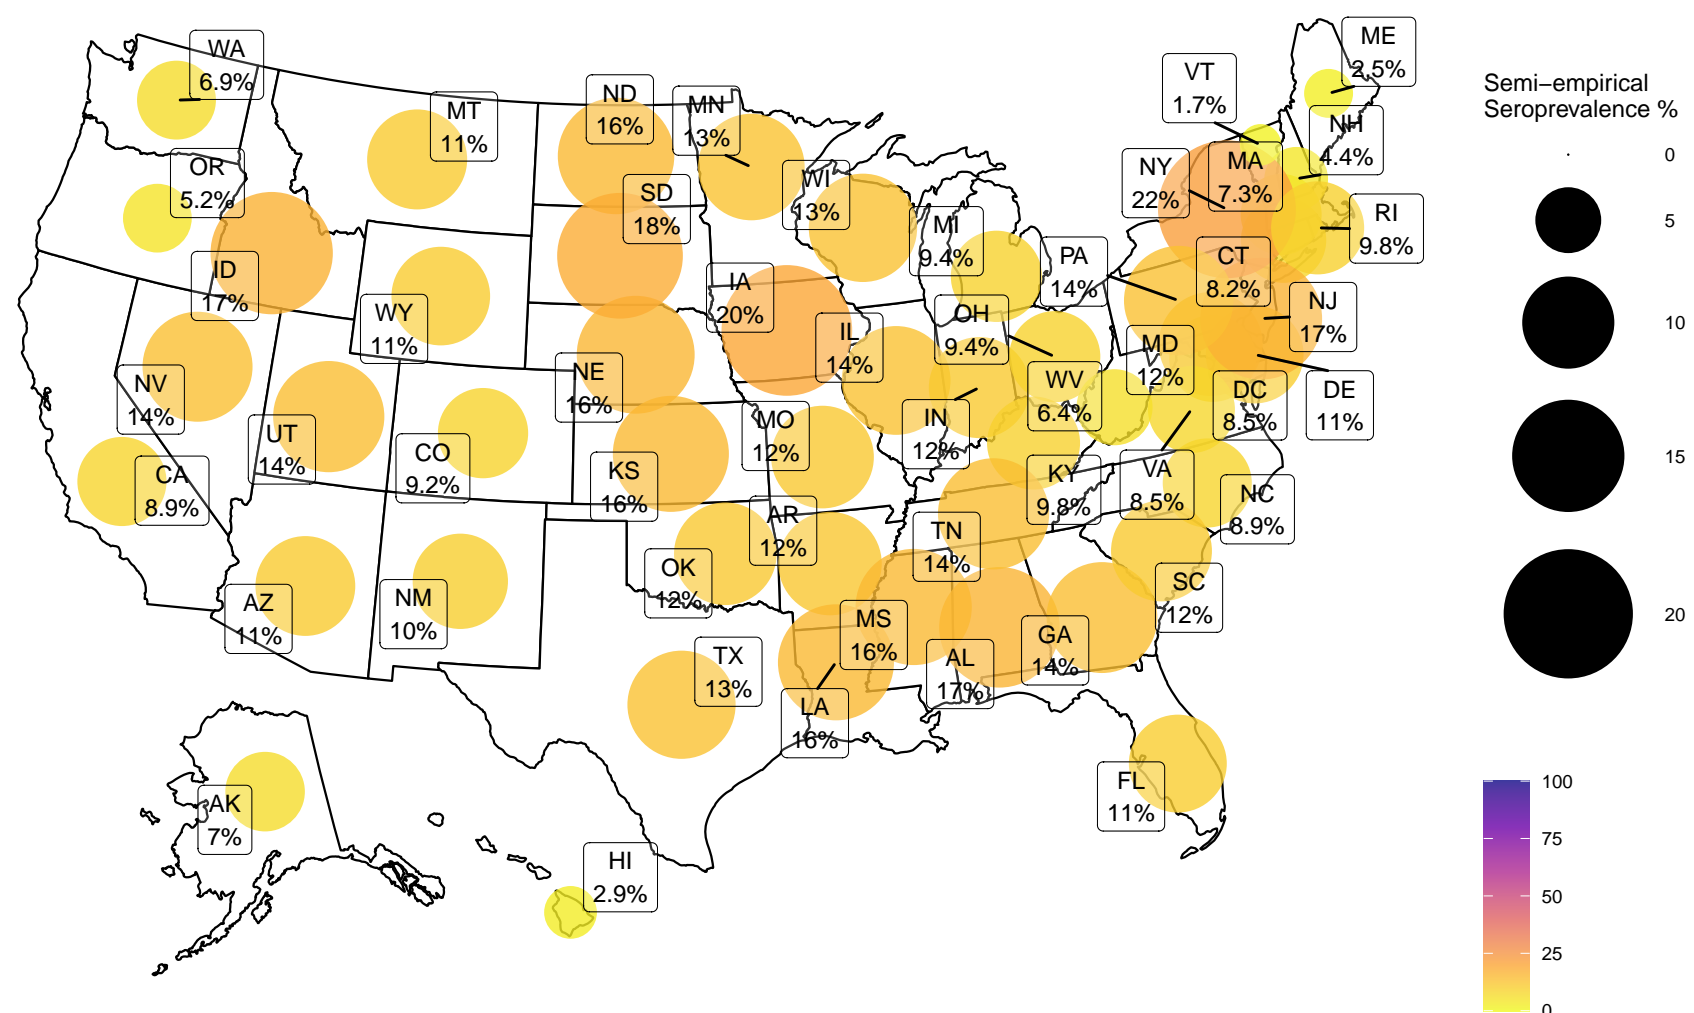 WA
6.9%
OR
5.2%
ID
17%
MT
11%
ND
16%
MN
13%
SD
18%
WI
13%
MI
9.4%
VT
1.7%
ME
2.5%
NH
4.4%
NY
22%
MA
7.3%
RI
9.8%
CT
8.2%
PA
14%
NJ
17%
WY
11%
IA
20%
IL
14%
OH
9.4%
MD
12%
NV
14%
NE
16%
WV
6.4%
DC
8.5%
DE
11%
UT
14%
CO
9.2%
MO
12%
IN
12%
CA
8.9%
KS
16%
KY
9.8%
VA
8.5%
NC
8.9%
AR
12%
TN
14%
AZ
11%
NM
10%
OK
12%
SC
12%
MS
16%
TX
13%
AL
17%
GA
14%
LA
16%
FL
11%
AK
7%
HI
2.9%
Semi−empirical
Seroprevalence %
0
5
10
15
20
100
75
50
25
0